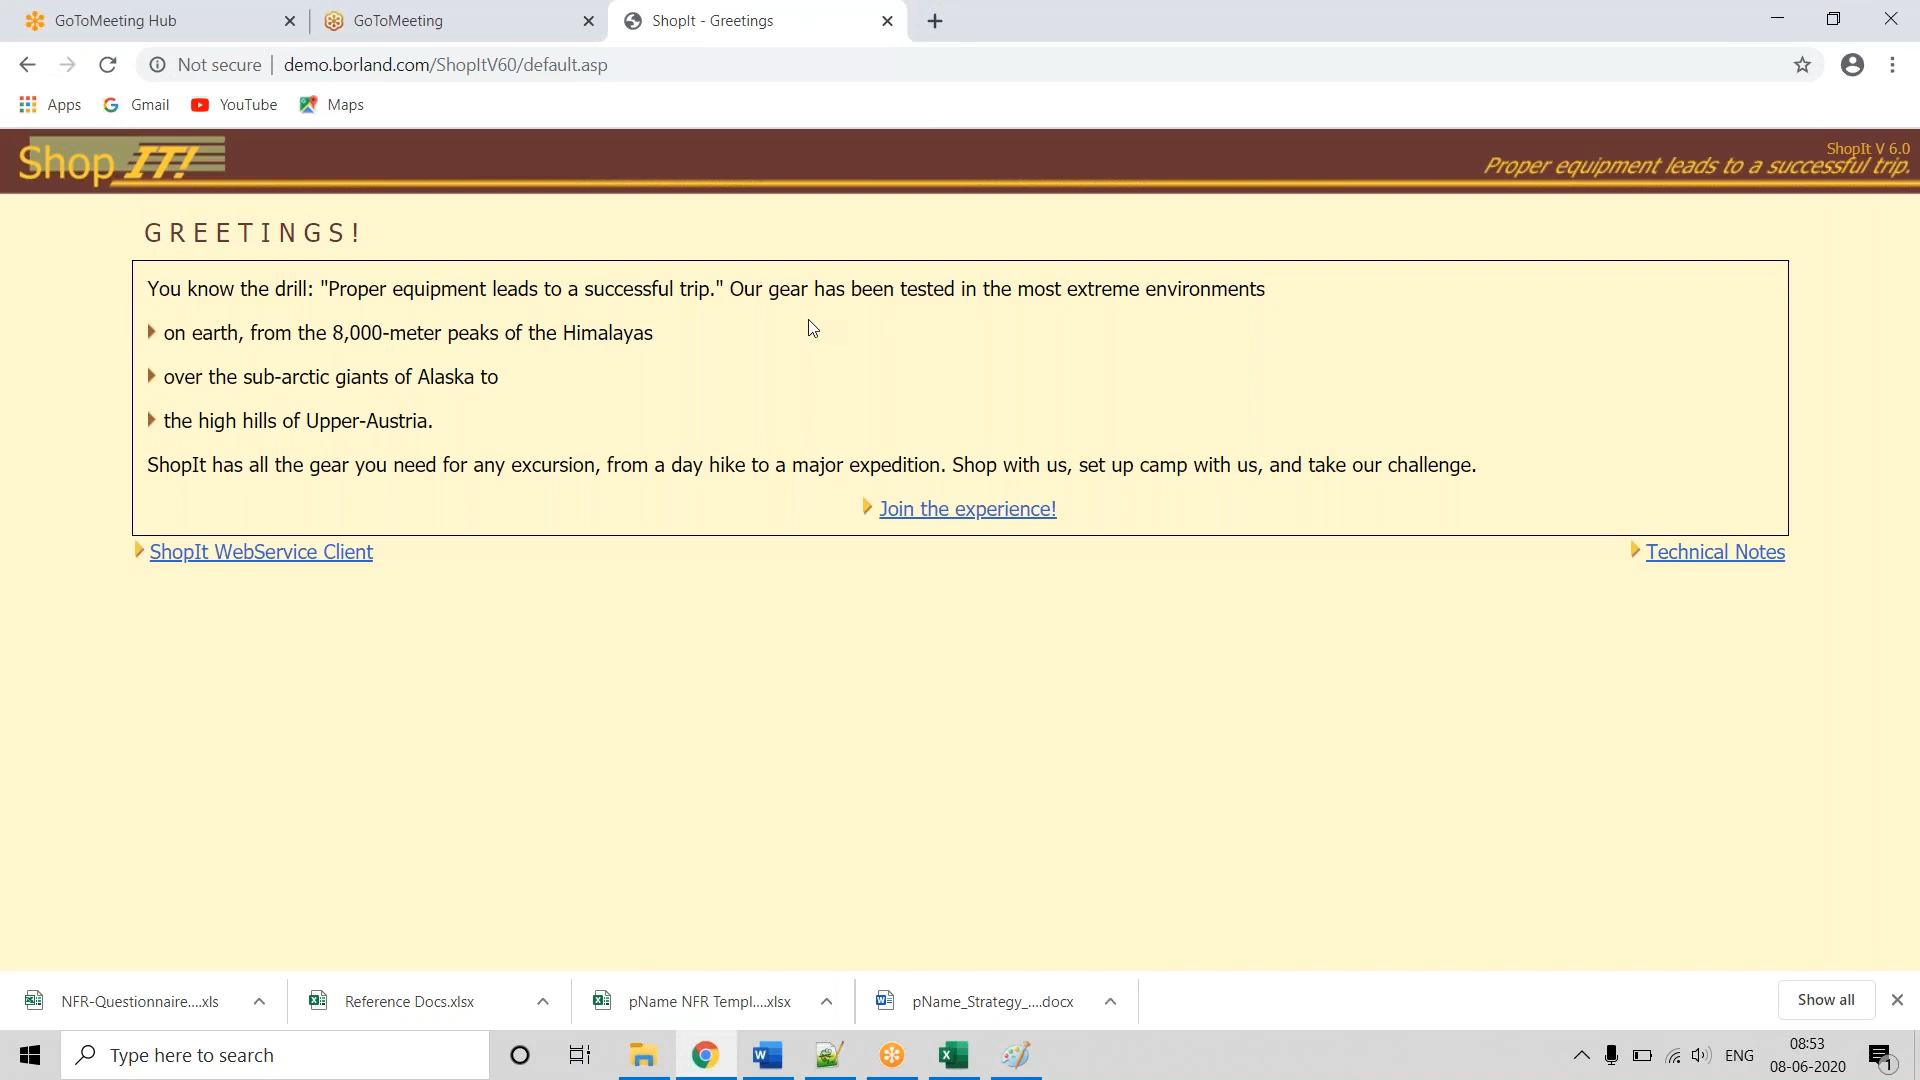 GoToMeeting Hub
GoToMeeting
ShopIt - Greetings
Not secure
demo.borland.com/ShopItV60/default.asp
Apps
Gmail
YouTube
Maps
Shop IT!
ShopIt V 6.0
Proper equipment leads to a successful trip.
GREETINGS!
You know the drill: "Proper equipment leads to a successful trip." Our gear has been tested in the most extreme environments
on earth, from the 8,000-meter peaks of the Himalayas
over the sub-arctic giants of Alaska to
the high hills of Upper-Austria.
ShopIt has all the gear you need for any excursion, from a day hike to a major expedition. Shop with us, set up camp with us, and take our challenge.
Join the experience!
ShopIt WebService Client
Technical Notes
NFR-Questionnaire....xls
Reference Docs.xlsx
pName NFR Templ....xlsx
pName_Strategy_....docx
Show all
Type here to search
ENG
08:53
08-06-2020
1